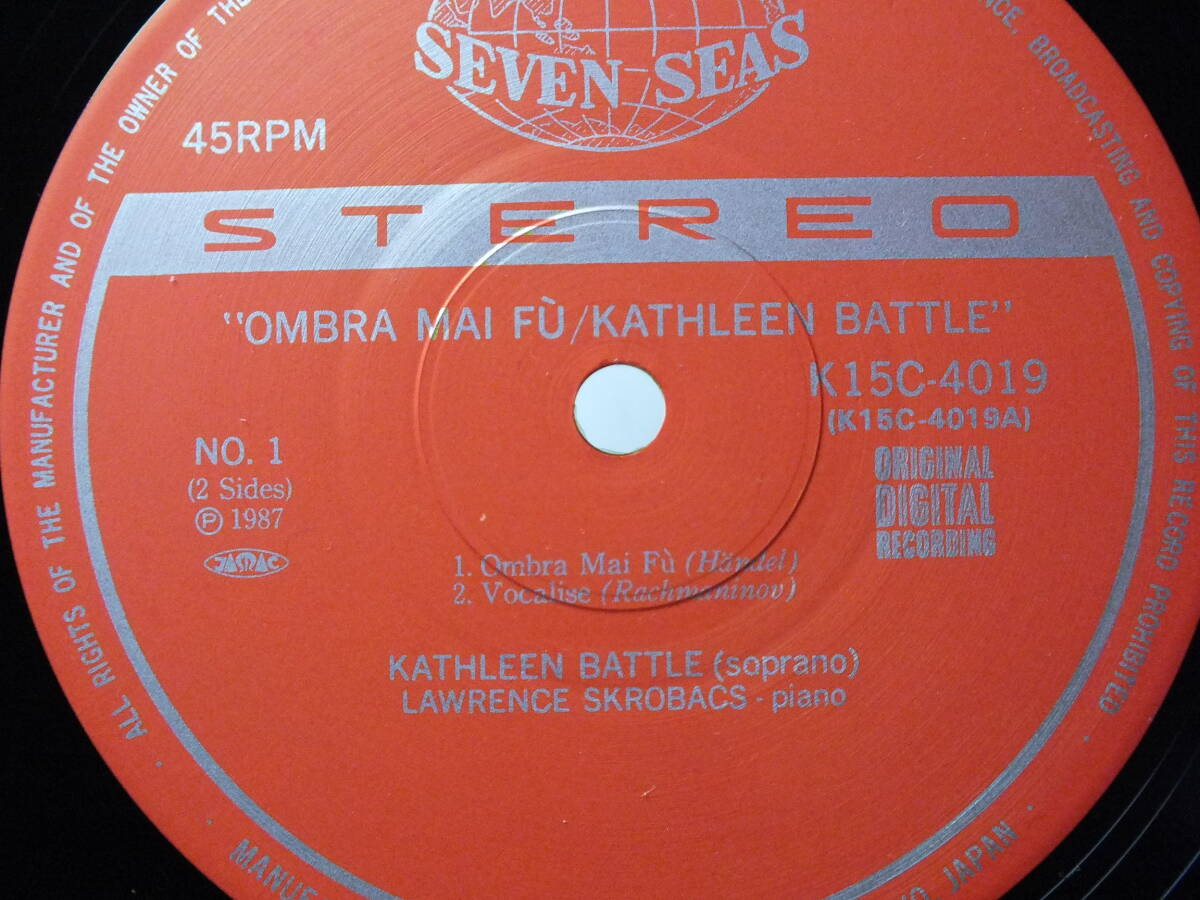 SEVEN SEAS
45RPM
STEREO
"OMBRA MAI FÙ/KATHLEEN BATTLE"
K15C-4019
(K15C-4019A)
NO. 1
(2 Sides)
Ⓟ 1987
JASRAC
ORIGINAL
DIGITAL
RECORDING
1. Ombra Mai Fù (Händel)
2. Vocalise (Rachmaninov)
KATHLEEN BATTLE (soprano)
LAWRENCE SKROBACS - piano
ALL RIGHTS OF THE MANUFACTURER AND OF THE OWNER OF THE
BROADCASTING AND COPYING OF THIS RECORD PROHIBITED
JAPAN